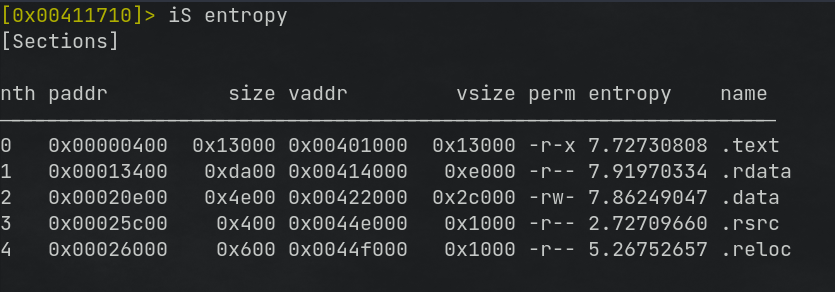 [0x00411710]> iS entropy
[Sections]
nth paddr size vaddr vsize perm entropy name
0 0x00000400 0x13000 0x00401000 0x13000 -r-x 7.72730808 .text
1 0x00013400 0xda00 0x00414000 0xe000 -r-- 7.91970334 .rdata
2 0x00020e00 0x4e00 0x00422000 0x2c000 -rw- 7.86249047 .data
3 0x00025c00 0x400 0x0044e000 0x1000 -r-- 2.72709660 .rsrc
4 0x00026000 0x600 0x0044f000 0x1000 -r-- 5.26752657 .reloc